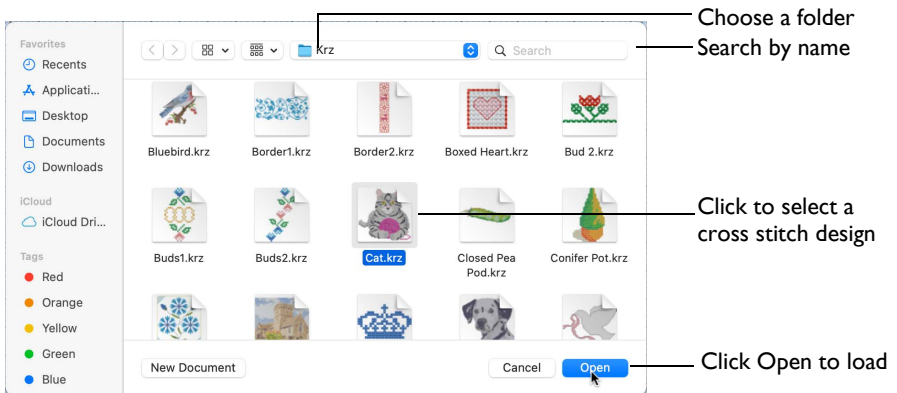 Choose a folder
Favorites
Krz
Search
Search by name
Recents
Applicati...
Desktop
Documents
Downloads
Bluebird.krz
Border1.krz
Border2.krz
Boxed Heart.krz
Bud 2.krz
iCloud
iCloud Dri...
Click to select a
cross stitch design
Tags
Buds1.krz
Buds2.krz
Cat.krz
Closed Pea
Pod.krz
Conifer Pot.krz
Red
Orange
Yellow
Green
Blue
New Document
Cancel
Open
Click Open to load